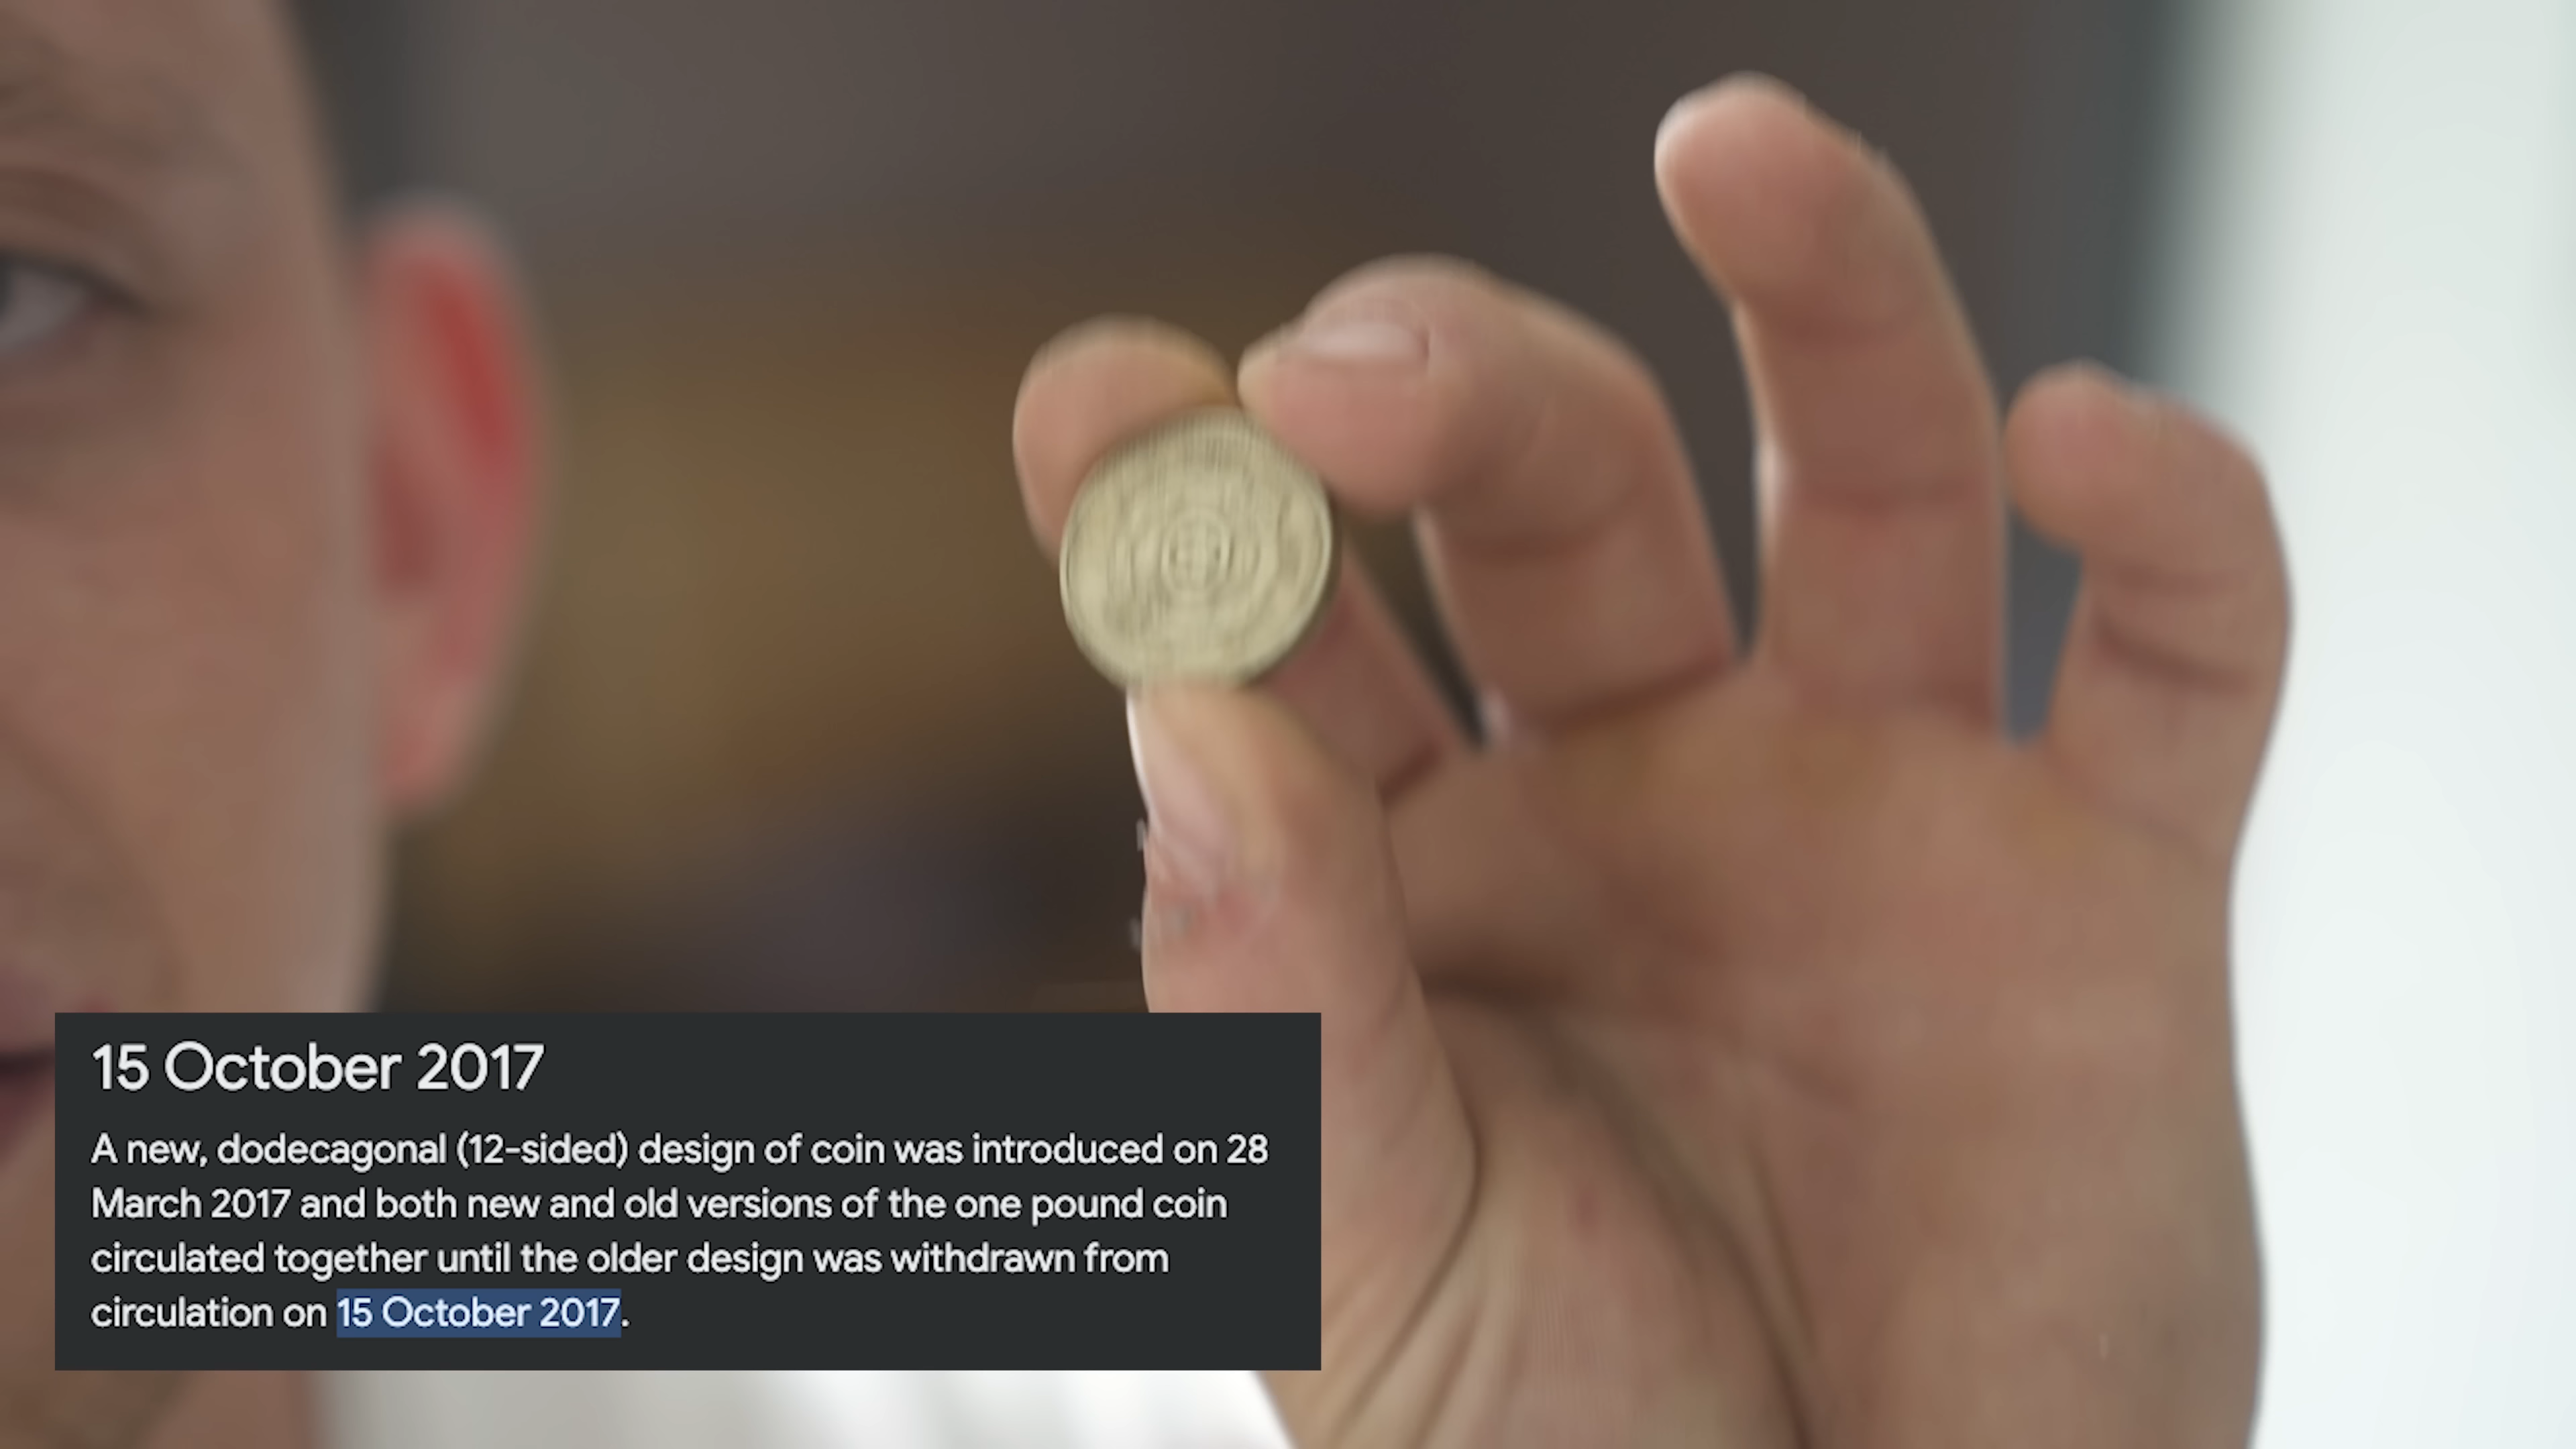 15 October 2017
A new, dodecagonal (12-sided) design of coin was introduced on 28
March 2017 and both new and old versions of the one pound coin
circulated together until the older design was withdrawn from
circulation on 15 October 2017.